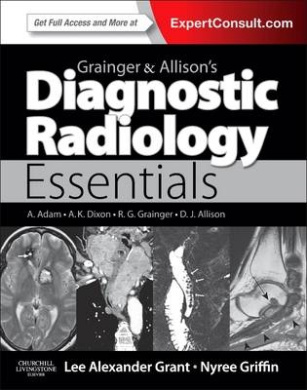 Get Full Access and More at
ExpertConsult.com
Grainger & Allison's
Diagnostic
Radiology
Essentials
A. Adam • A.K. Dixon • R. G. Grainger • D. J. Allison
CHURCHILL
LIVINGSTONE
ELSEVIER
Lee Alexander Grant • Nyree Griffin